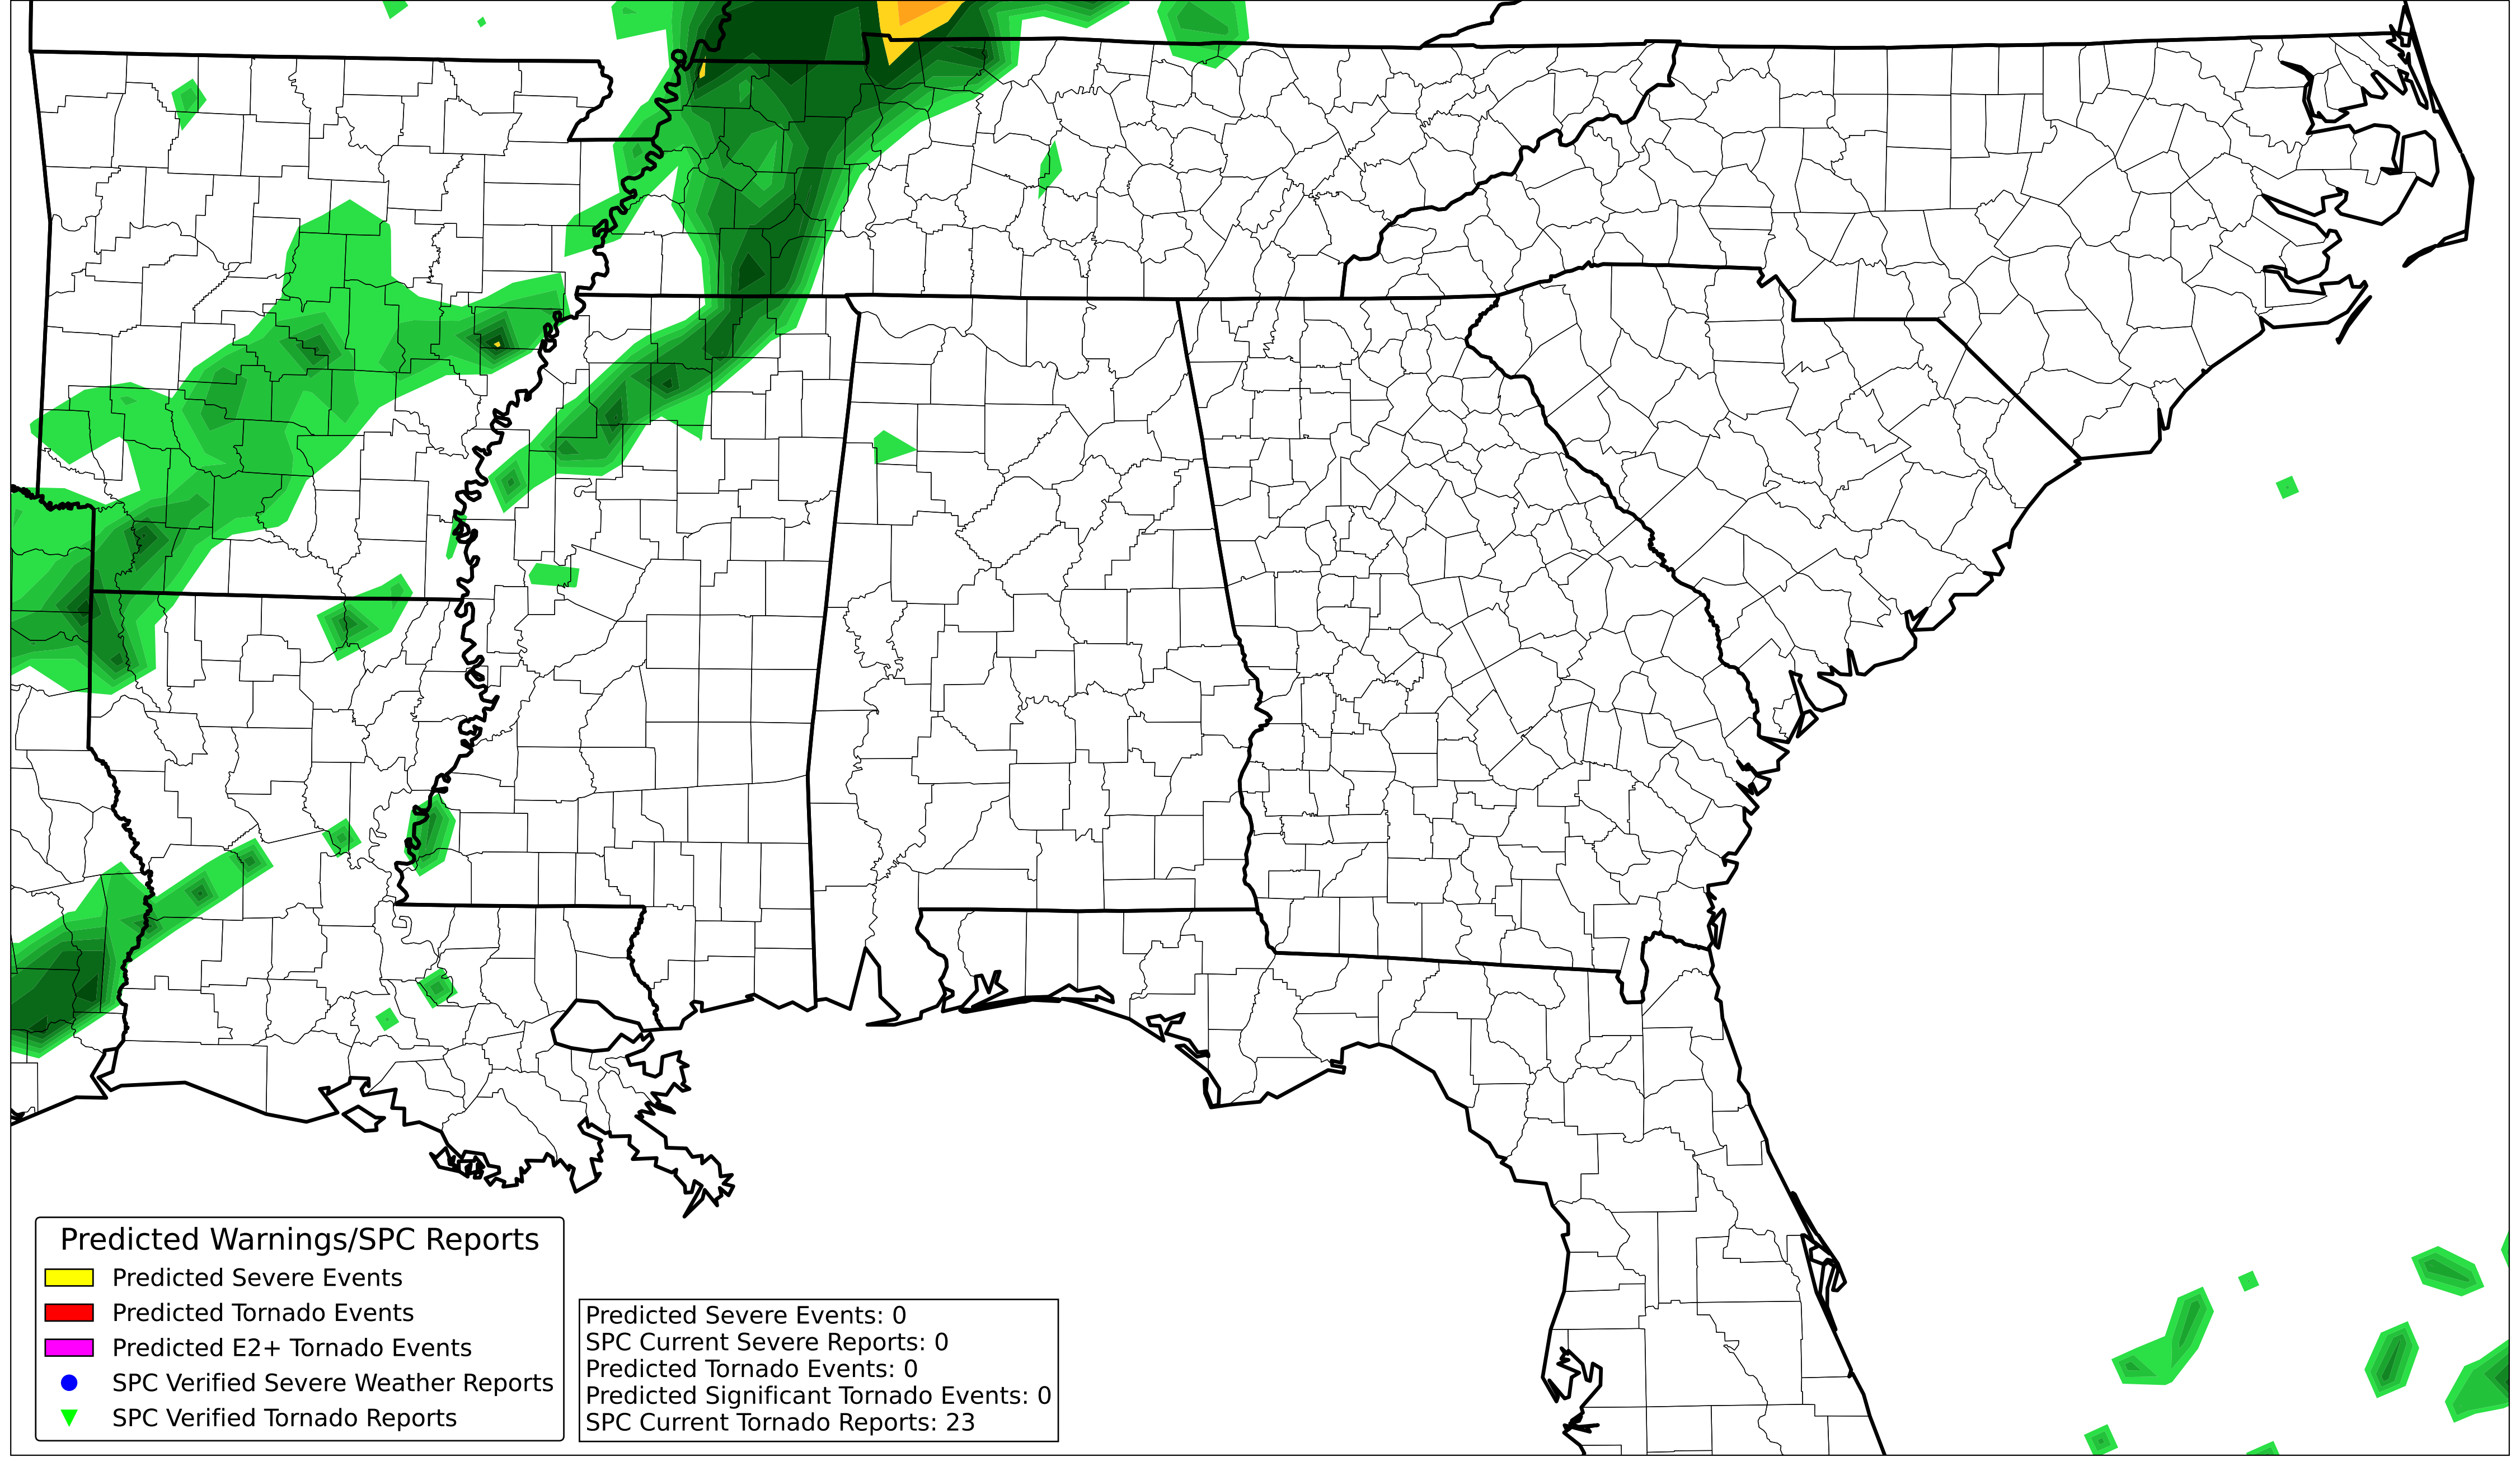 Predicted Warnings/SPC Reports
Predicted Severe Events
Predicted Tornado Events
Predicted E2+ Tornado Events
SPC Verified Severe Weather Reports
SPC Verified Tornado Reports
Predicted Severe Events: 0
SPC Current Severe Reports: 0
Predicted Tornado Events: 0
Predicted Significant Tornado Events: 0
SPC Current Tornado Reports: 23